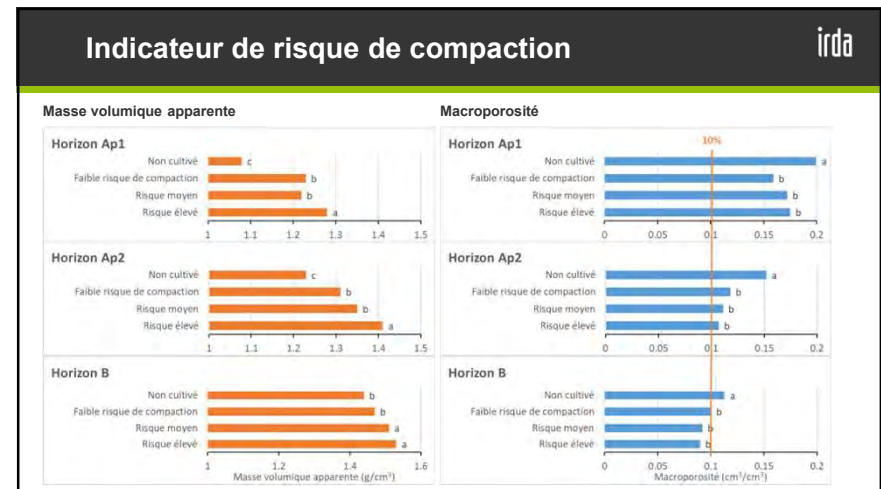 Indicateur de risque de compaction
irda
Masse volumique apparente
Macroporosité
Horizon Ap1
Non cultivé
c
Faible risque de compaction
b
Risque moyen
b
Risque élevé
a
1 1.1 1.2 1.3 1.4 1.5
Horizon Ap2
Non cultivé
c
Faible risque de compaction
b
Risque moyen
b
Risque élevé
a
1 1.1 1.2 1.3 1.4 1.5
Horizon B
Non cultivé
b
Faible risque de compaction
b
Risque moyen
a
Risque élevé
a
1 1.2 1.4 1.6
Masse volumique apparente (g/cm³)
Horizon Ap1
10%
Non cultivé
a
Faible risque de compaction
b
Risque moyen
b
Risque élevé
b
0 0.05 0.1 0.15 0.2
Horizon Ap2
Non cultivé
a
Faible risque de compaction
b
Risque moyen
b
Risque élevé
b
0 0.05 0.1 0.15 0.2
Horizon B
Non cultivé
a
Faible risque de compaction
b
Risque moyen
b
Risque élevé
b
0 0.05 0.1 0.15 0.2
Macroporosité (cm³/cm³)